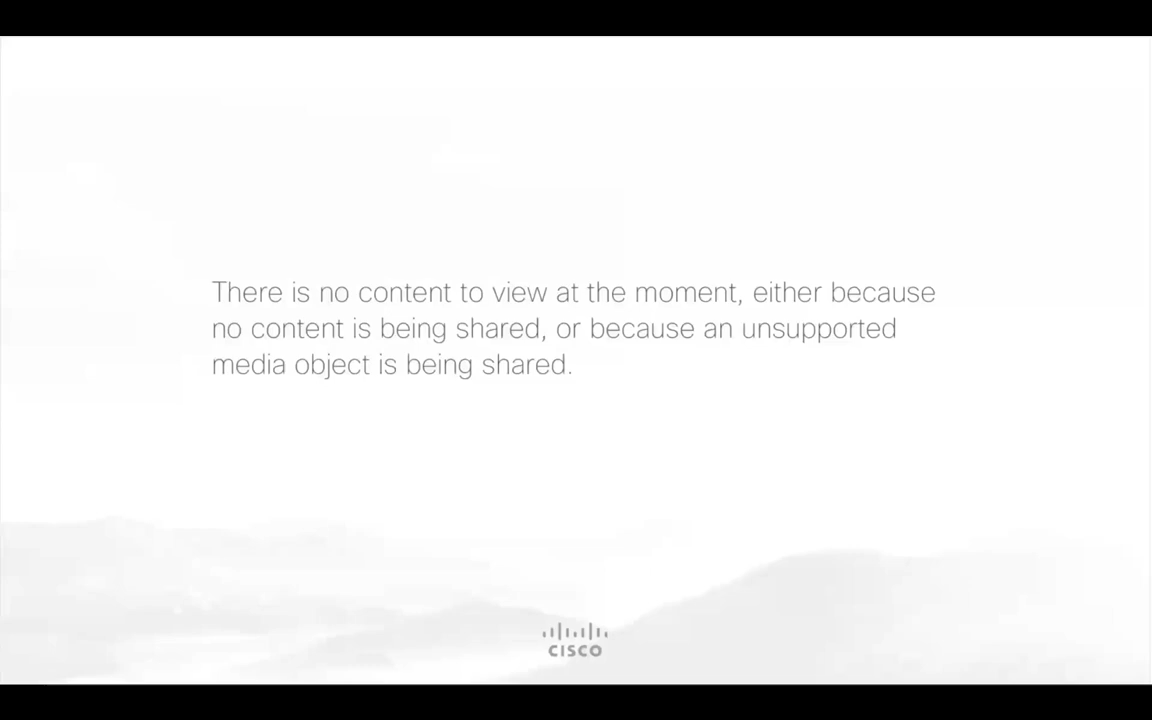 There is no content to view at the moment, either because
no content is being shared, or because an unsupported
media object is being shared.
CISCO